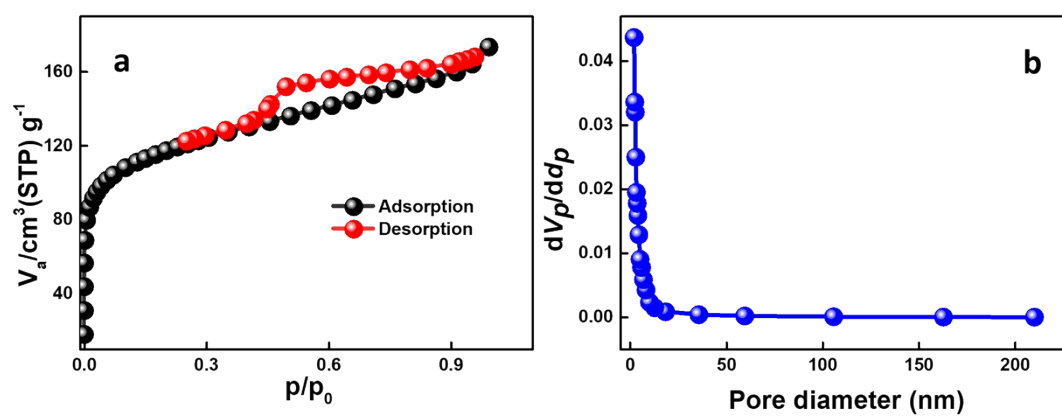 a
V_a/cm³(STP) g⁻¹
160
120
80
40
0.0 0.3 0.6 0.9
p/p₀
Adsorption
Desorption
b
dVp/ddp
0.04
0.03
0.02
0.01
0.00
0 50 100 150 200
Pore diameter (nm)